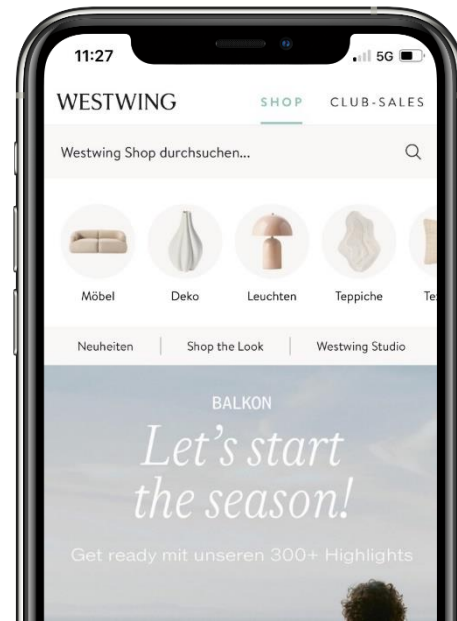 11:27 5G
WESTWING SHOP CLUB-SALES
Westwing Shop durchsuchen...
Möbel Deko Leuchten Teppiche
Neuheiten Shop the Look Westwing Studio
BALKON
Let's start
the season!
Get ready mit unseren 300+ Highlights